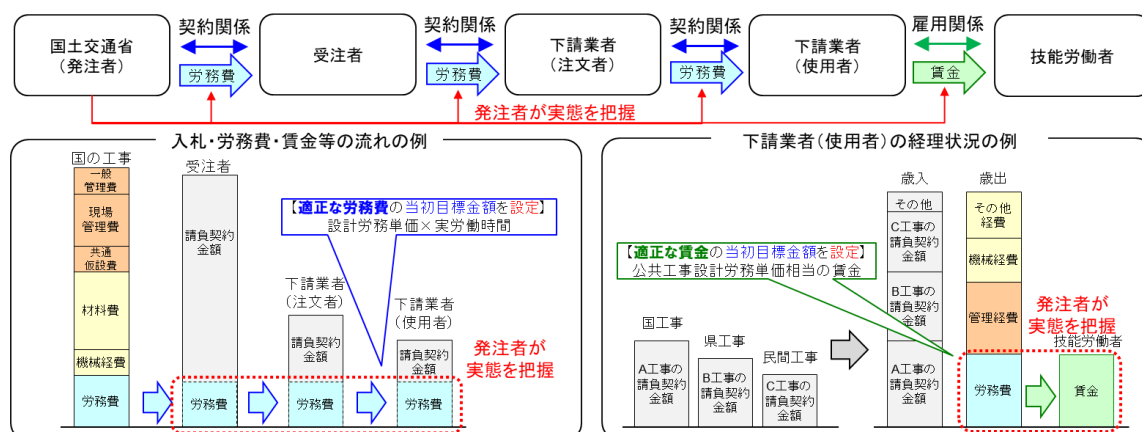 国土交通省
(発注者)
契約関係
労務費
受注者
契約関係
労務費
下請業者
(注文者)
契約関係
労務費
下請業者
(使用者)
雇用関係
賃金
技能労働者
発注者が実態を把握
入札・労務費・賃金等の流れの例
国の工事
一般
管理費
現場
管理費
共通
仮設費
材料費
機械経費
労務費
受注者
請負契約
金額
労務費
【適正な労務費の当初目標金額を設定】
設計労務単価×実労働時間
下請業者
(注文者)
請負契約
金額
労務費
下請業者
(使用者)
請負契約
金額
労務費
発注者が
実態を把握
下請業者(使用者)の経理状況の例
【適正な賃金の当初目標金額を設定】
公共工事設計労務単価相当の賃金
国工事
A工事の
請負契約
金額
県工事
B工事の
請負契約
金額
民間工事
C工事の
請負契約
金額
歳入
その他
C工事の
請負契約
金額
B工事の
請負契約
金額
A工事の
請負契約
金額
歳出
その他
経費
機械経費
管理経費
労務費
発注者が
実態を把握
技能労働者
賃金